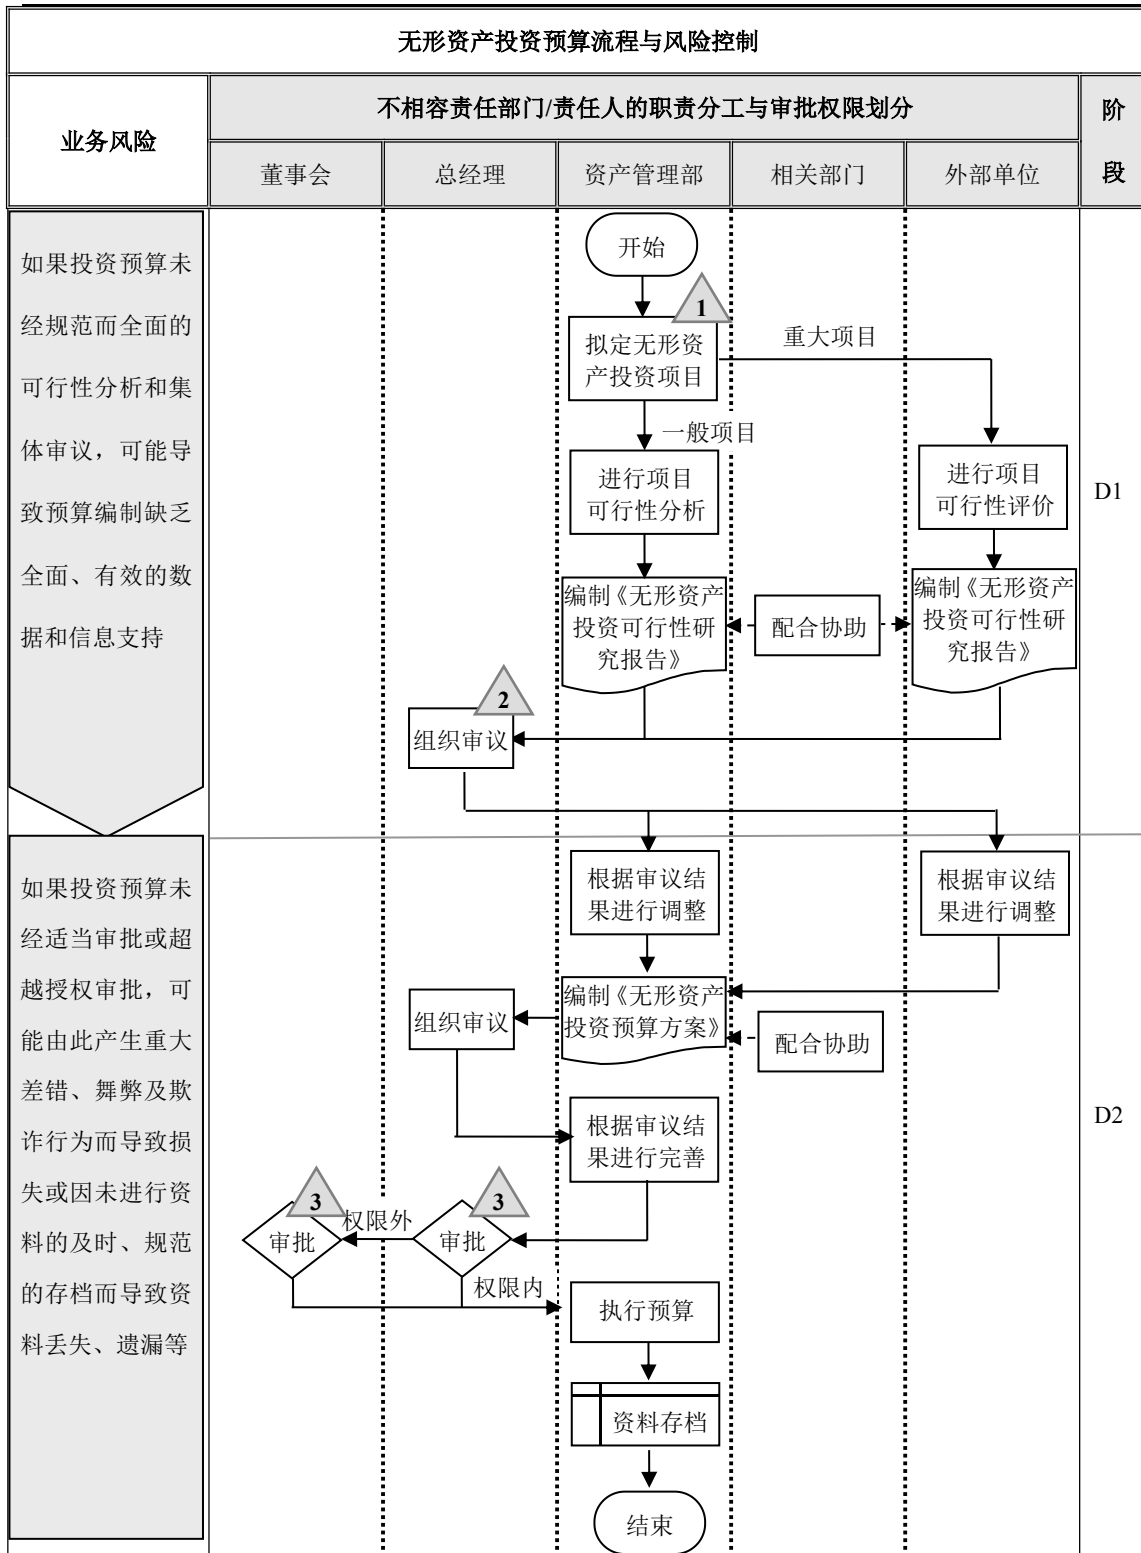 无形资产投资预算流程与风险控制
业务风险
不相容责任部门/责任人的职责分工与审批权限划分
阶
段
董事会
总经理
资产管理部
相关部门
外部单位
如果投资预算未
经规范而全面的
可行性分析和集
体审议，可能导
致预算编制缺乏
全面、有效的数
据和信息支持
开始
1
拟定无形资
产投资项目
重大项目
一般项目
进行项目
可行性分析
进行项目
可行性评价
D1
编制《无形资产
投资可行性研
究报告》
配合协助
编制《无形资产
投资可行性研
究报告》
2
组织审议
如果投资预算未
经适当审批或超
越授权审批，可
能由此产生重大
差错、舞弊及欺
诈行为而导致损
失或因未进行资
料的及时、规范
的存档而导致资
料丢失、遗漏等
根据审议结
果进行调整
根据审议结
果进行调整
组织审议
编制《无形资产
投资预算方案》
配合协助
D2
根据审议结
果进行完善
3
审批
权限外
3
审批
权限内
执行预算
资料存档
结束